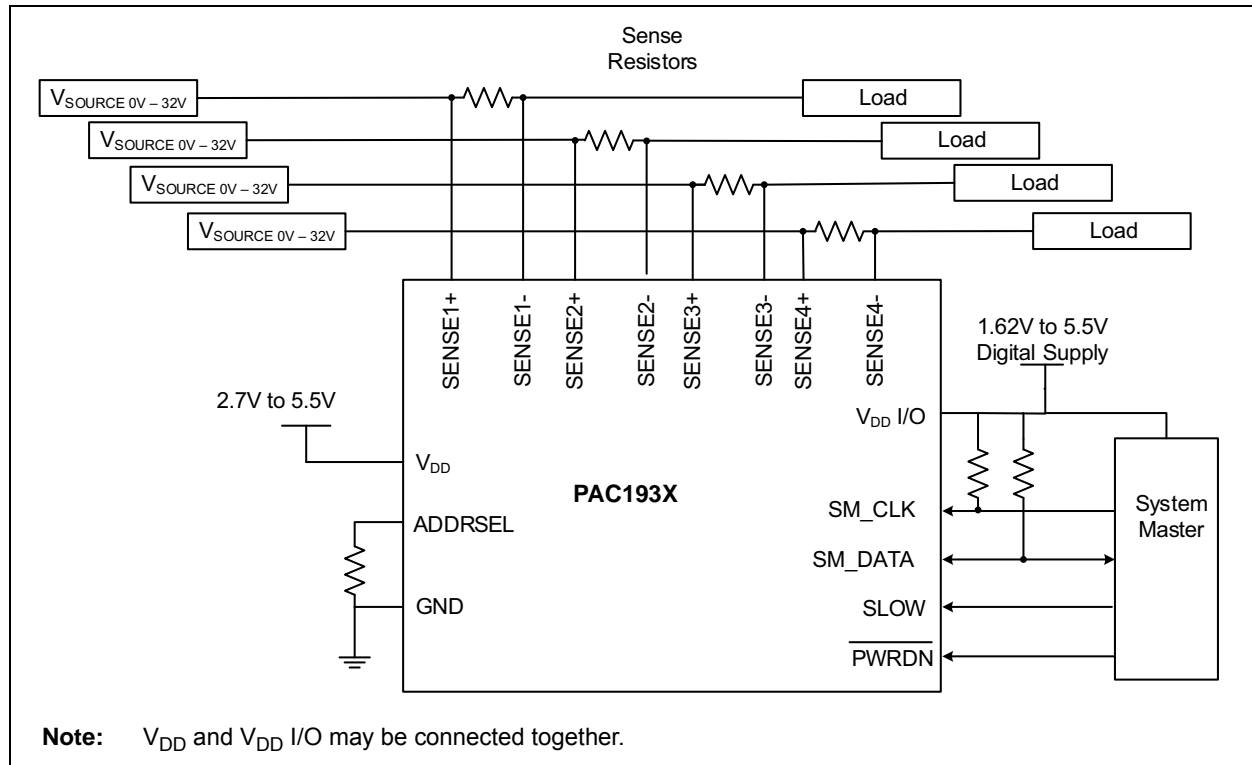 Sense
Resistors
VSOURCE 0V – 32V
Load
VSOURCE 0V – 32V
Load
VSOURCE 0V – 32V
Load
VSOURCE 0V – 32V
Load
SENSE1+
SENSE1-
SENSE2+
SENSE2-
SENSE3+
SENSE3-
SENSE4+
SENSE4-
1.62V to 5.5V
Digital Supply
2.7V to 5.5V
VDD I/O
VDD
PAC193X
ADDRSEL
SM_CLK
System
Master
SM_DATA
GND
SLOW
PWRDN
Note: VDD and VDD I/O may be connected together.